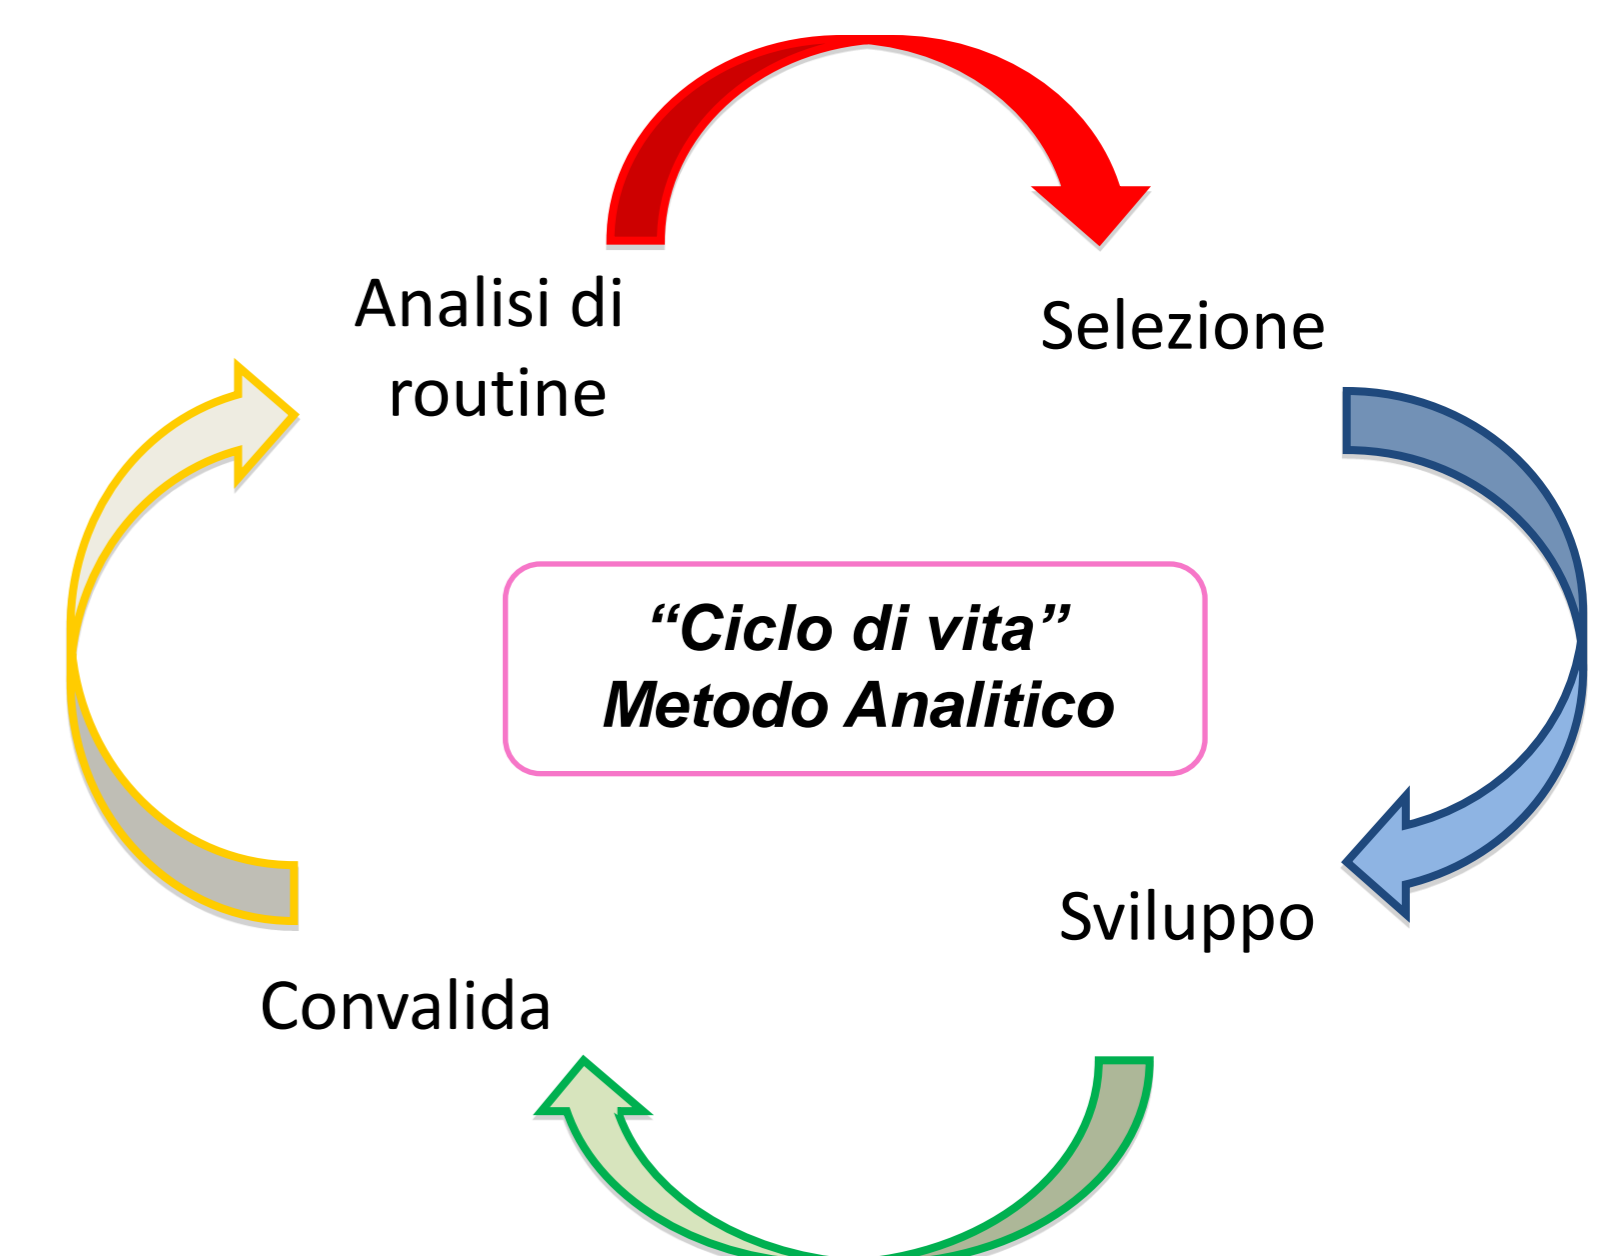 Analisi di
routine
Selezione
“Ciclo di vita”
Metodo Analitico
Sviluppo
Convalida